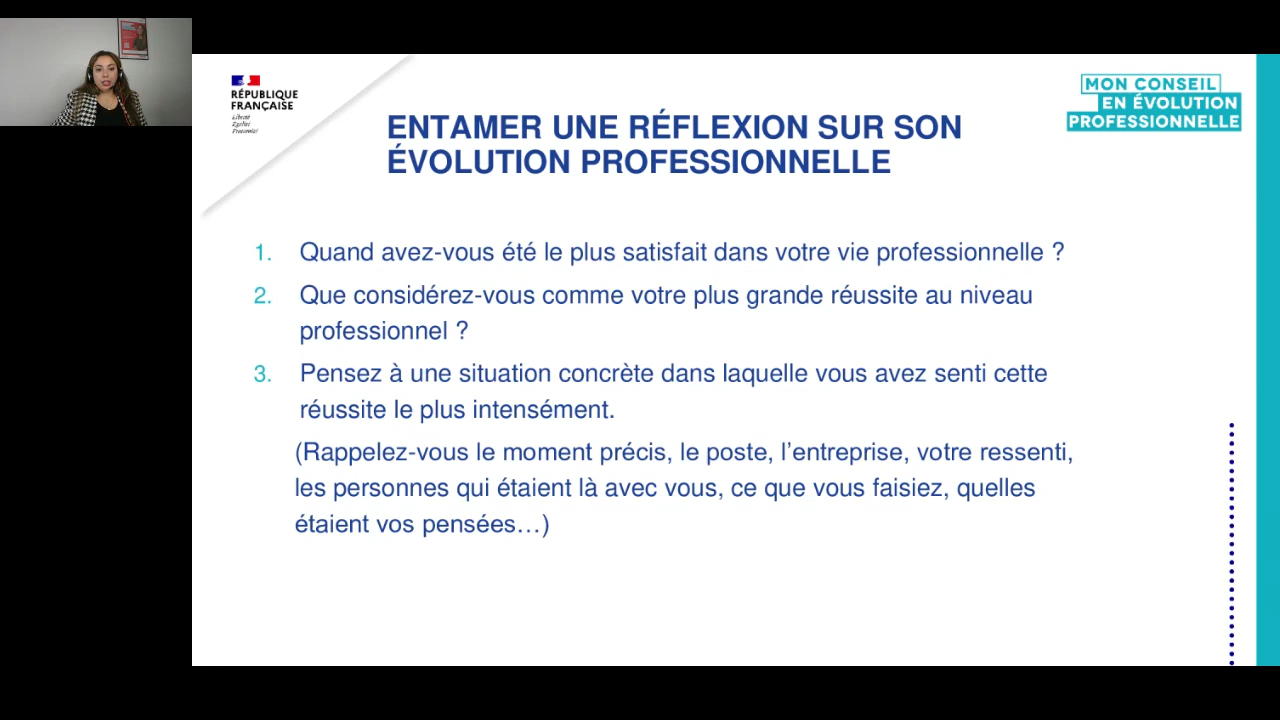 RÉPUBLIQUE
FRANÇAISE
Liberté
Égalité
Fraternité
MON CONSEIL
EN ÉVOLUTION
PROFESSIONNELLE
ENTAMER UNE RÉFLEXION SUR SON
ÉVOLUTION PROFESSIONNELLE
1. Quand avez-vous été le plus satisfait dans votre vie professionnelle ?
2. Que considérez-vous comme votre plus grande réussite au niveau
professionnel ?
3. Pensez à une situation concrète dans laquelle vous avez senti cette
réussite le plus intensément.
(Rappelez-vous le moment précis, le poste, l’entreprise, votre ressenti,
les personnes qui étaient là avec vous, ce que vous faisiez, quelles
étaient vos pensées…)